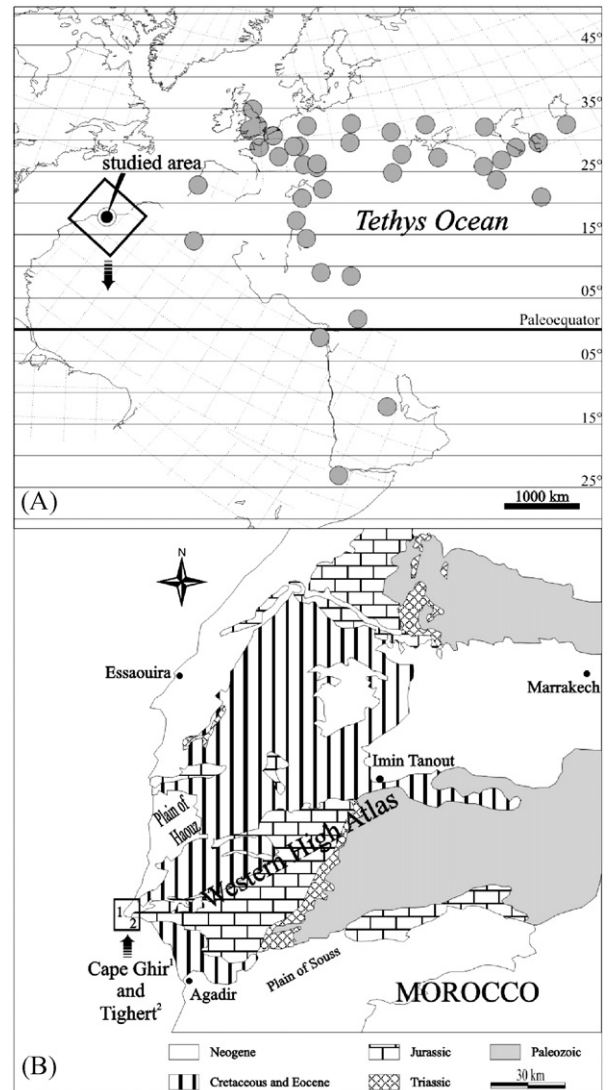 45°
35°
25°
studied area
Tethys Ocean
15°
05°
Paleoequator
05°
15°
25°
(A)
1000 km
N
Essaouira
Marrakech
Imin Tanout
Plain of
Haouz
Western High Atlas
1
2
Cape Ghir¹
and
Tighert²
Agadir
Plain of Souss
MOROCCO
(B)
Neogene
Jurassic
Paleozoic
Cretaceous and Eocene
Triassic
30 km